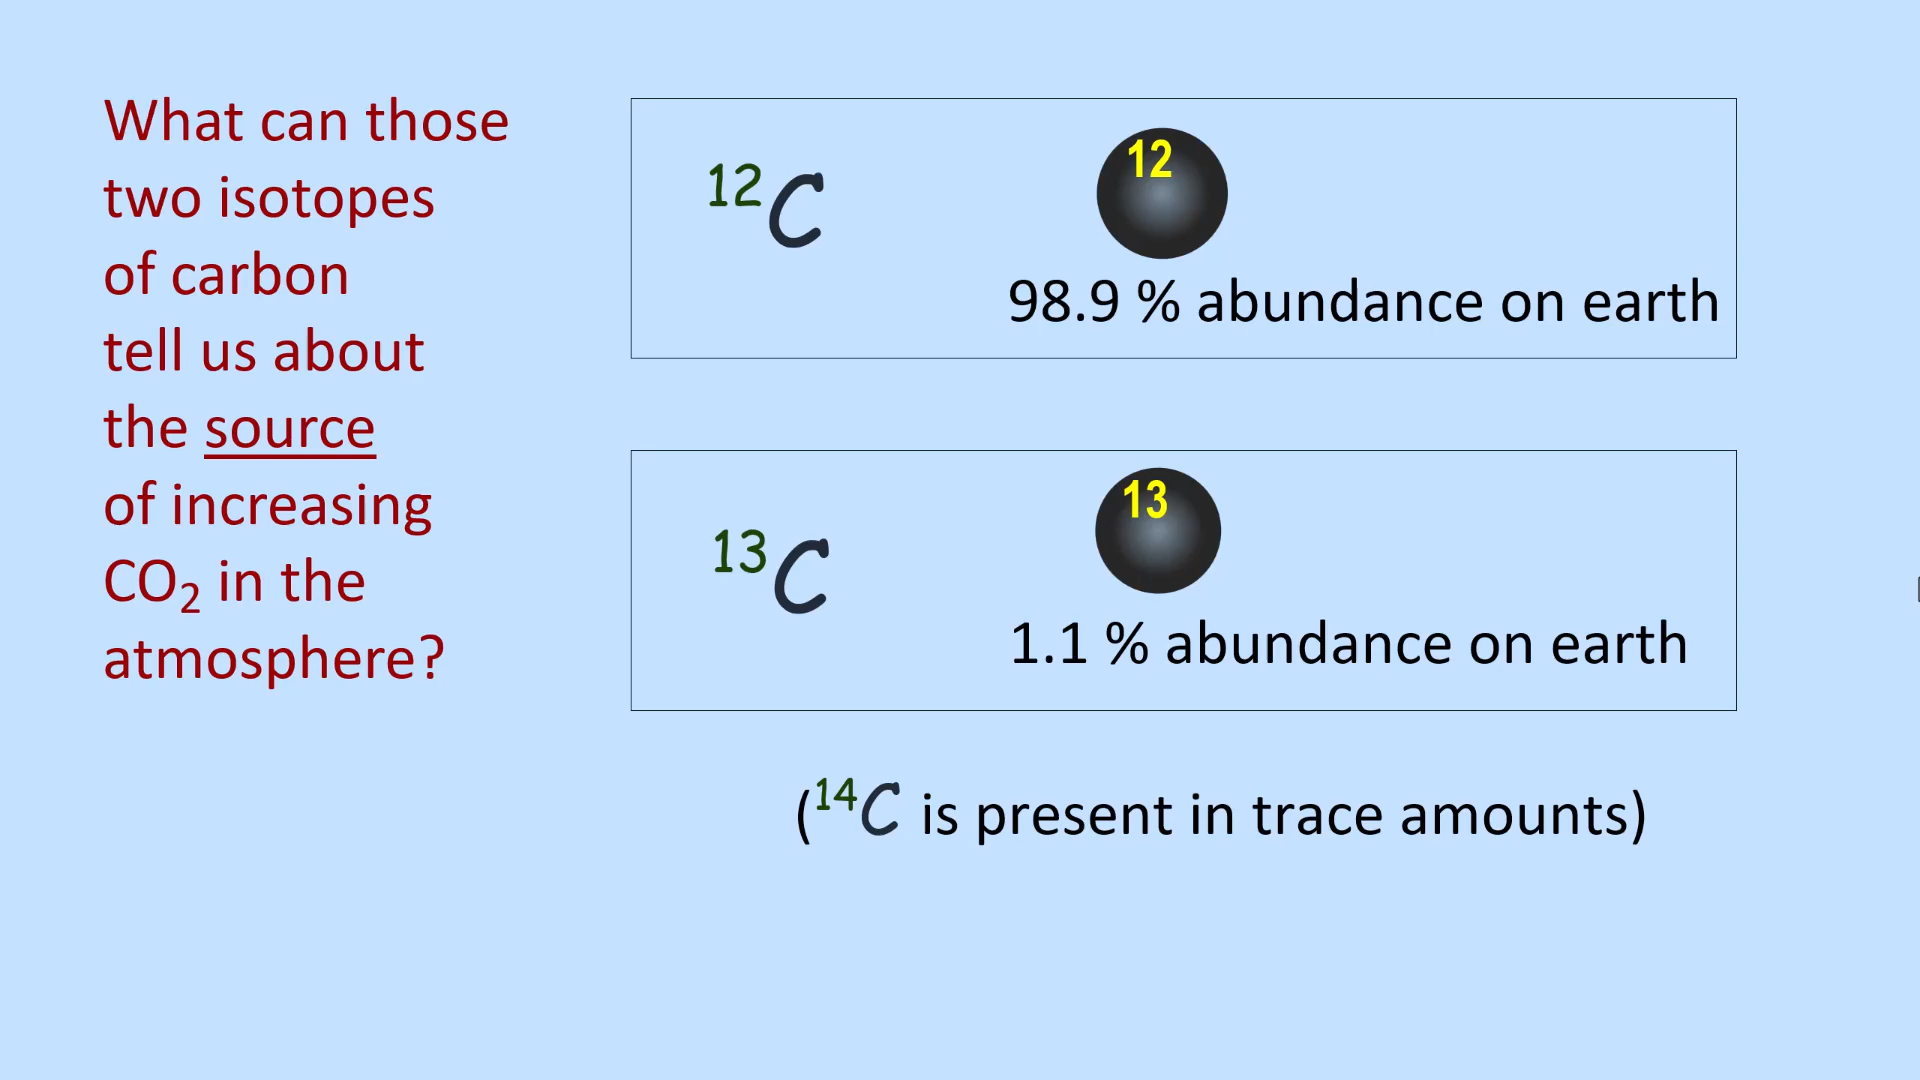 What can those
two isotopes
of carbon
tell us about
the source
of increasing
CO₂ in the
atmosphere?
¹²C
12
98.9 % abundance on earth
¹³C
13
1.1 % abundance on earth
(¹⁴C is present in trace amounts)